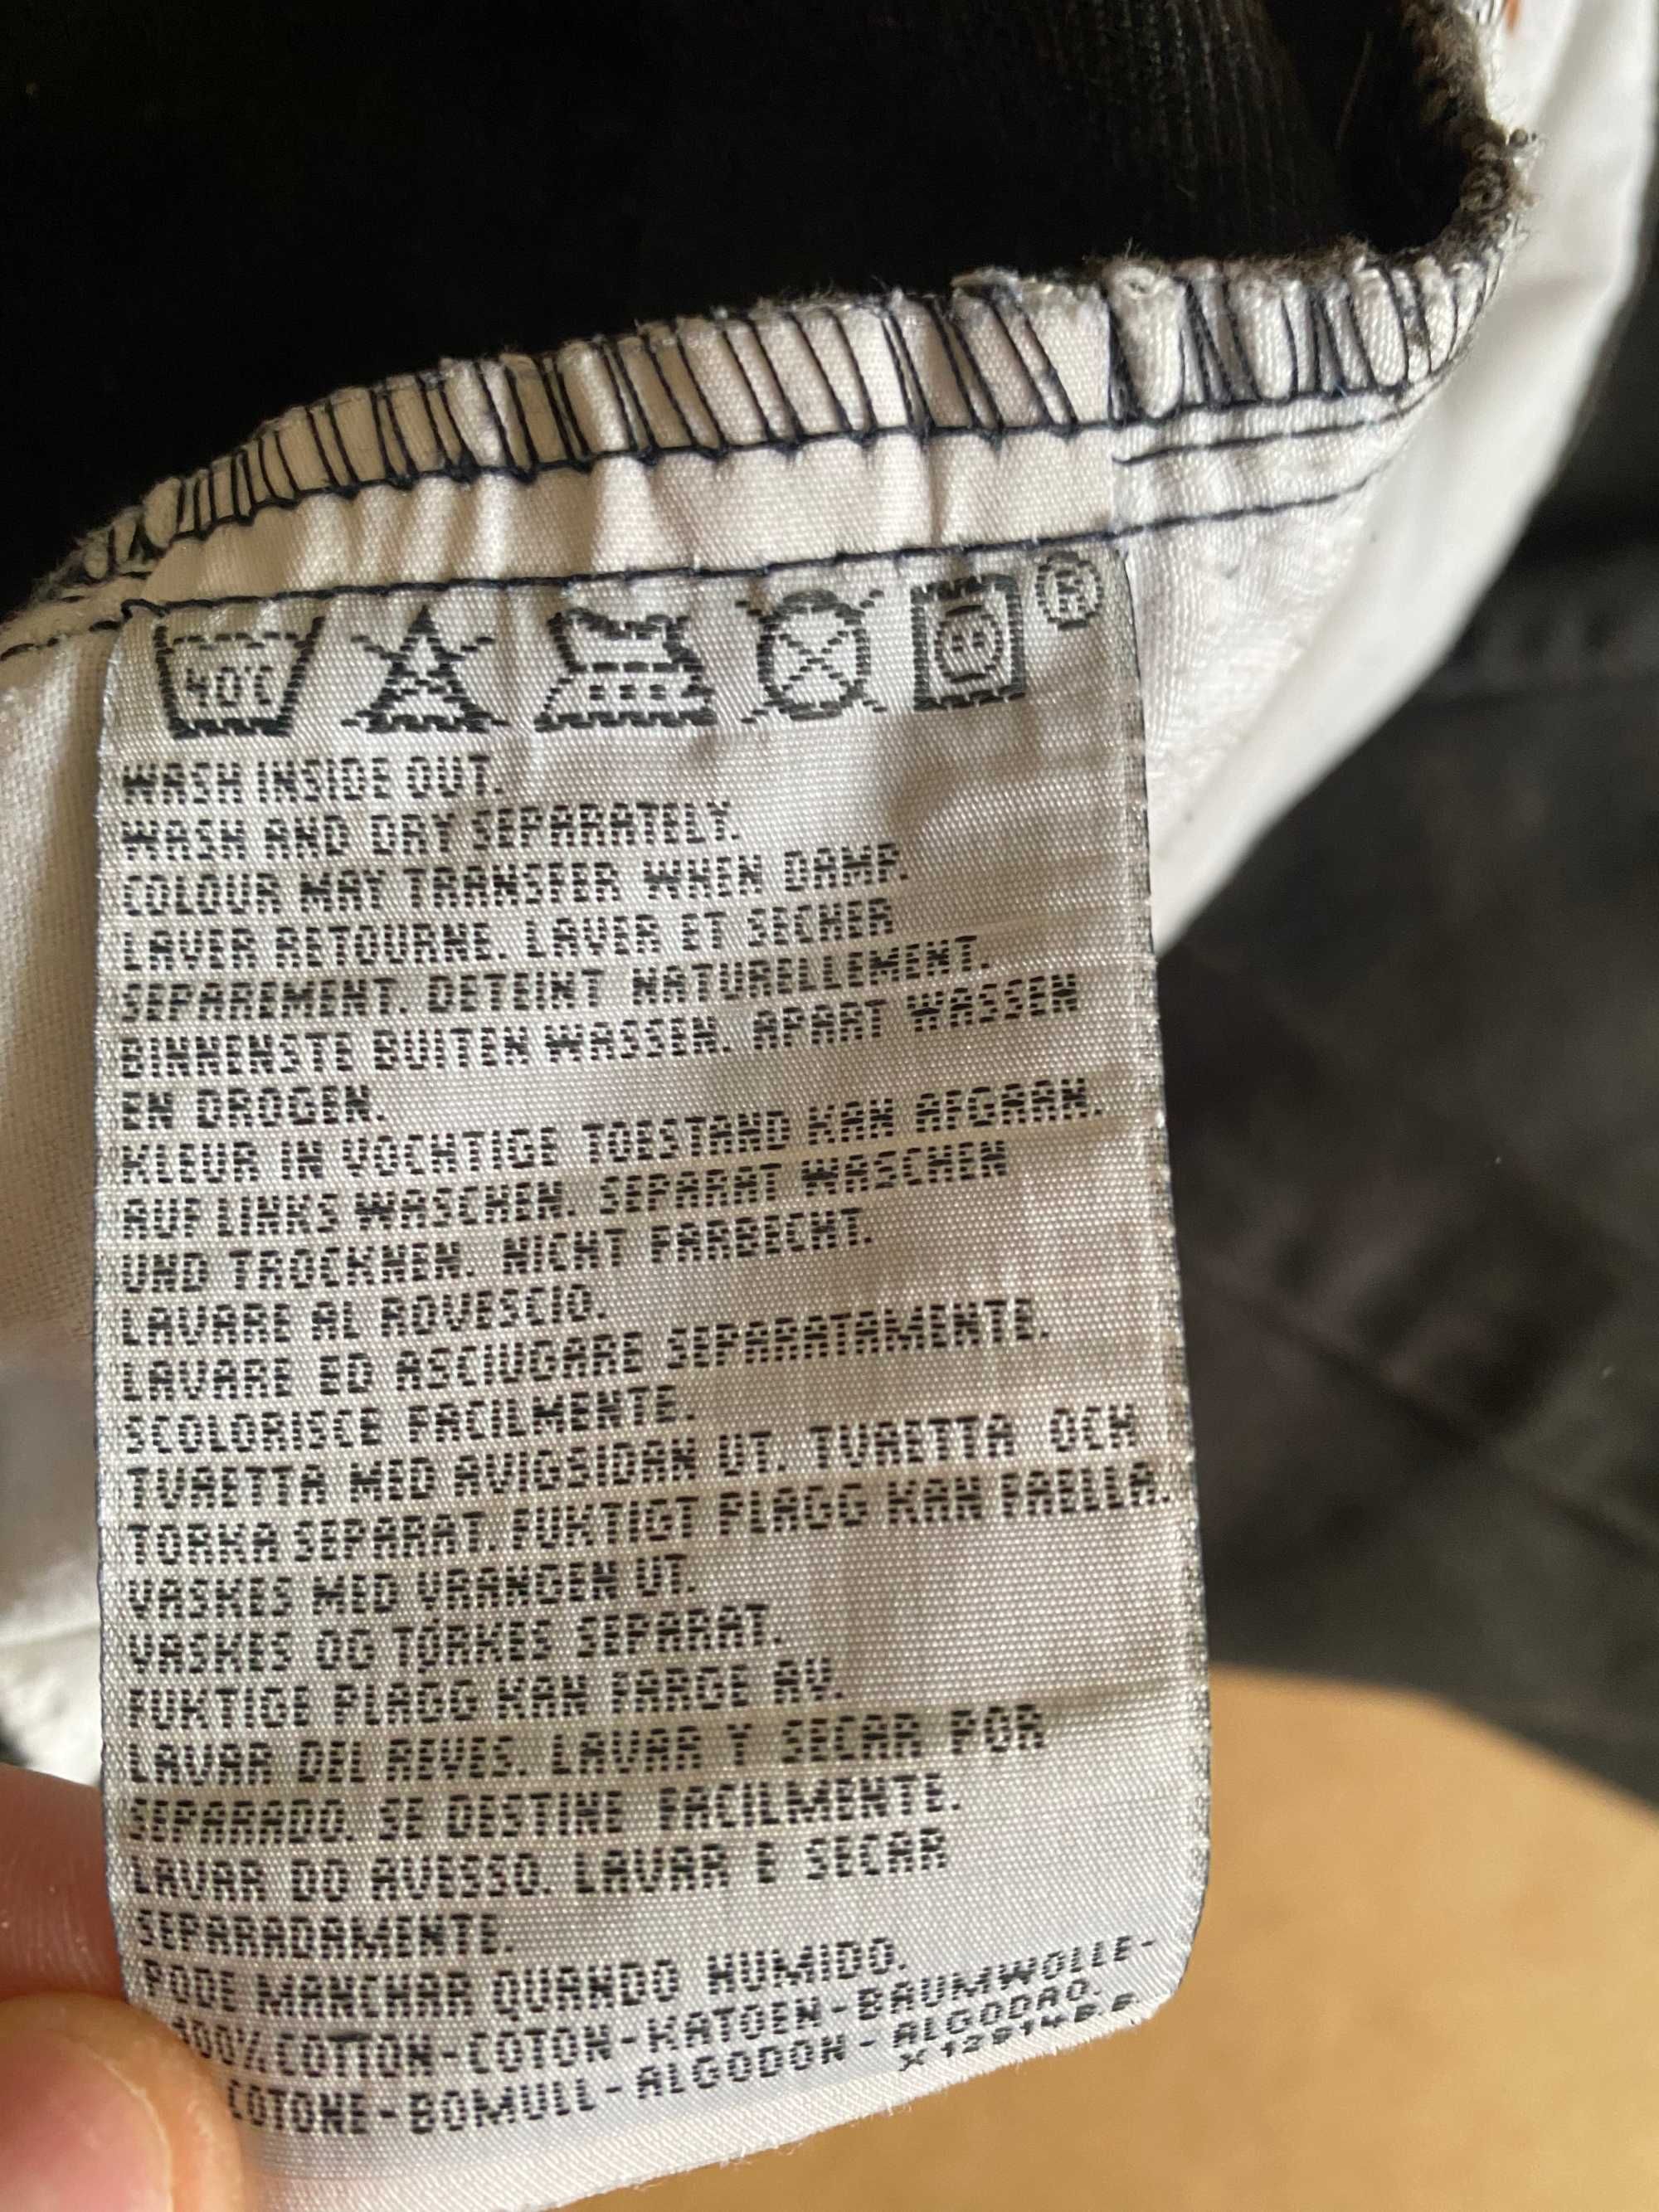 40°C ®
WASH INSIDE OUT.
WASH AND DRY SEPARATELY.
COLOUR MAY TRANSFER WHEN DAMP.
LAVER RETOURNE. LAVER ET SECHER
SEPAREMENT. DETEINT NATURELLEMENT.
BINNENSTE BUITEN WASSEN. APART WASSEN
EN DROGEN.
KLEUR IN VOCHTIGE TOESTAND KAN AFGAAN.
AUF LINKS WASCHEN. SEPARAT WASCHEN
UND TROCKNEN. NICHT FARBECHT.
LAVARE AL ROVESCIO.
LAVARE ED ASCIUGARE SEPARATAMENTE.
SCOLORISCE FACILMENTE.
TVAETTA MED AVIGSIDAN UT. TVAETTA OCH
TORKA SEPARAT. FUKTIGT PLAGG KAN FAELLA.
VASKES MED VRANGEN UT.
VASKES OG TORKES SEPARAT.
FUKTIGE PLAGG KAN FARGE AV.
LAVAR DEL REVES. LAVAR Y SECAR POR
SEPARADO. SE DESTINE FACILMENTE.
LAVAR DO AVESSO. LAVAR E SECAR
SEPARADAMENTE.
PODE MANCHAR QUANDO HUMIDO.
100% COTTON-COTON-KATOEN-BAUMWOLLE-
COTONE-BOMULL-ALGODON-ALGODAO.